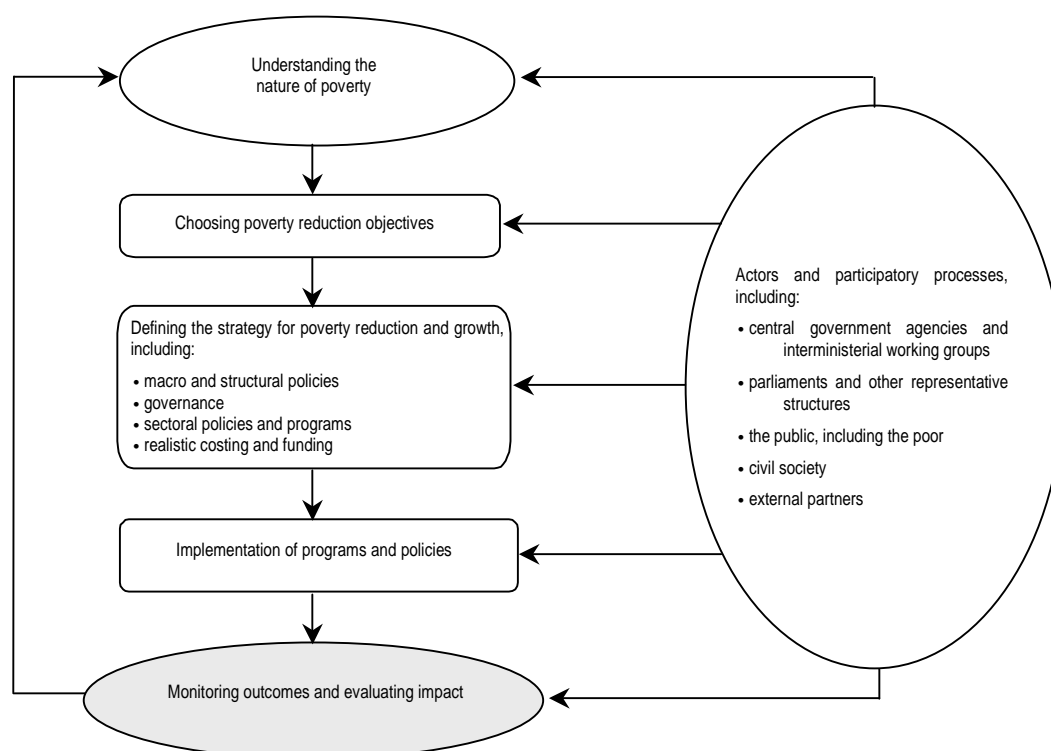 Understanding the
nature of poverty
Choosing poverty reduction objectives
Defining the strategy for poverty reduction and growth,
including:
• macro and structural policies
• governance
• sectoral policies and programs
• realistic costing and funding
Implementation of programs and policies
Monitoring outcomes and evaluating impact
Actors and participatory processes,
including:
• central government agencies and
interministerial working groups
• parliaments and other representative
structures
• the public, including the poor
• civil society
• external partners